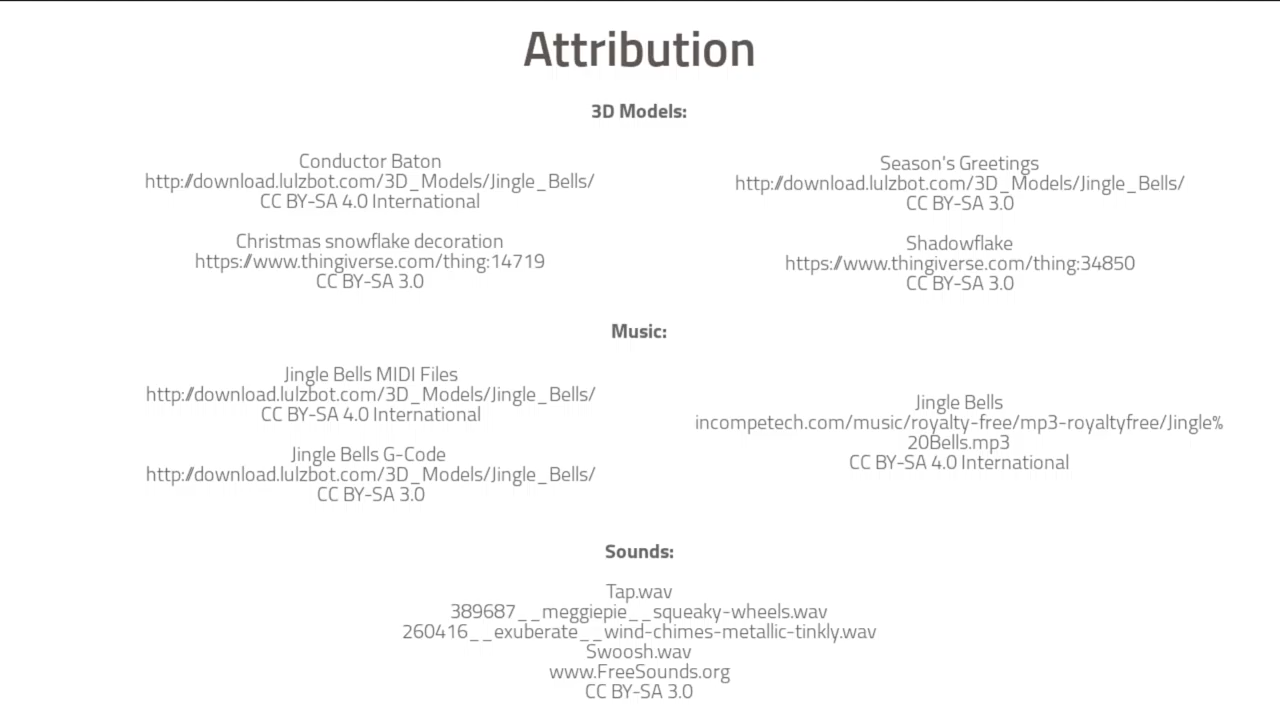 Attribution
3D Models:
Conductor Baton
http://download.lulzbot.com/3D_Models/Jingle_Bells/
CC BY-SA 4.0 International
Christmas snowflake decoration
https://www.thingiverse.com/thing:14719
CC BY-SA 3.0
Season's Greetings
http://download.lulzbot.com/3D_Models/Jingle_Bells/
CC BY-SA 3.0
Shadowflake
https://www.thingiverse.com/thing:34850
CC BY-SA 3.0
Music:
Jingle Bells MIDI Files
http://download.lulzbot.com/3D_Models/Jingle_Bells/
CC BY-SA 4.0 International
Jingle Bells G-Code
http://download.lulzbot.com/3D_Models/Jingle_Bells/
CC BY-SA 3.0
Jingle Bells
incompetech.com/music/royalty-free/mp3-royaltyfree/Jingle%
20Bells.mp3
CC BY-SA 4.0 International
Sounds:
Tap.wav
389687__meggiepie__squeaky-wheels.wav
260416__exuberate__wind-chimes-metallic-tinkly.wav
Swoosh.wav
www.FreeSounds.org
CC BY-SA 3.0